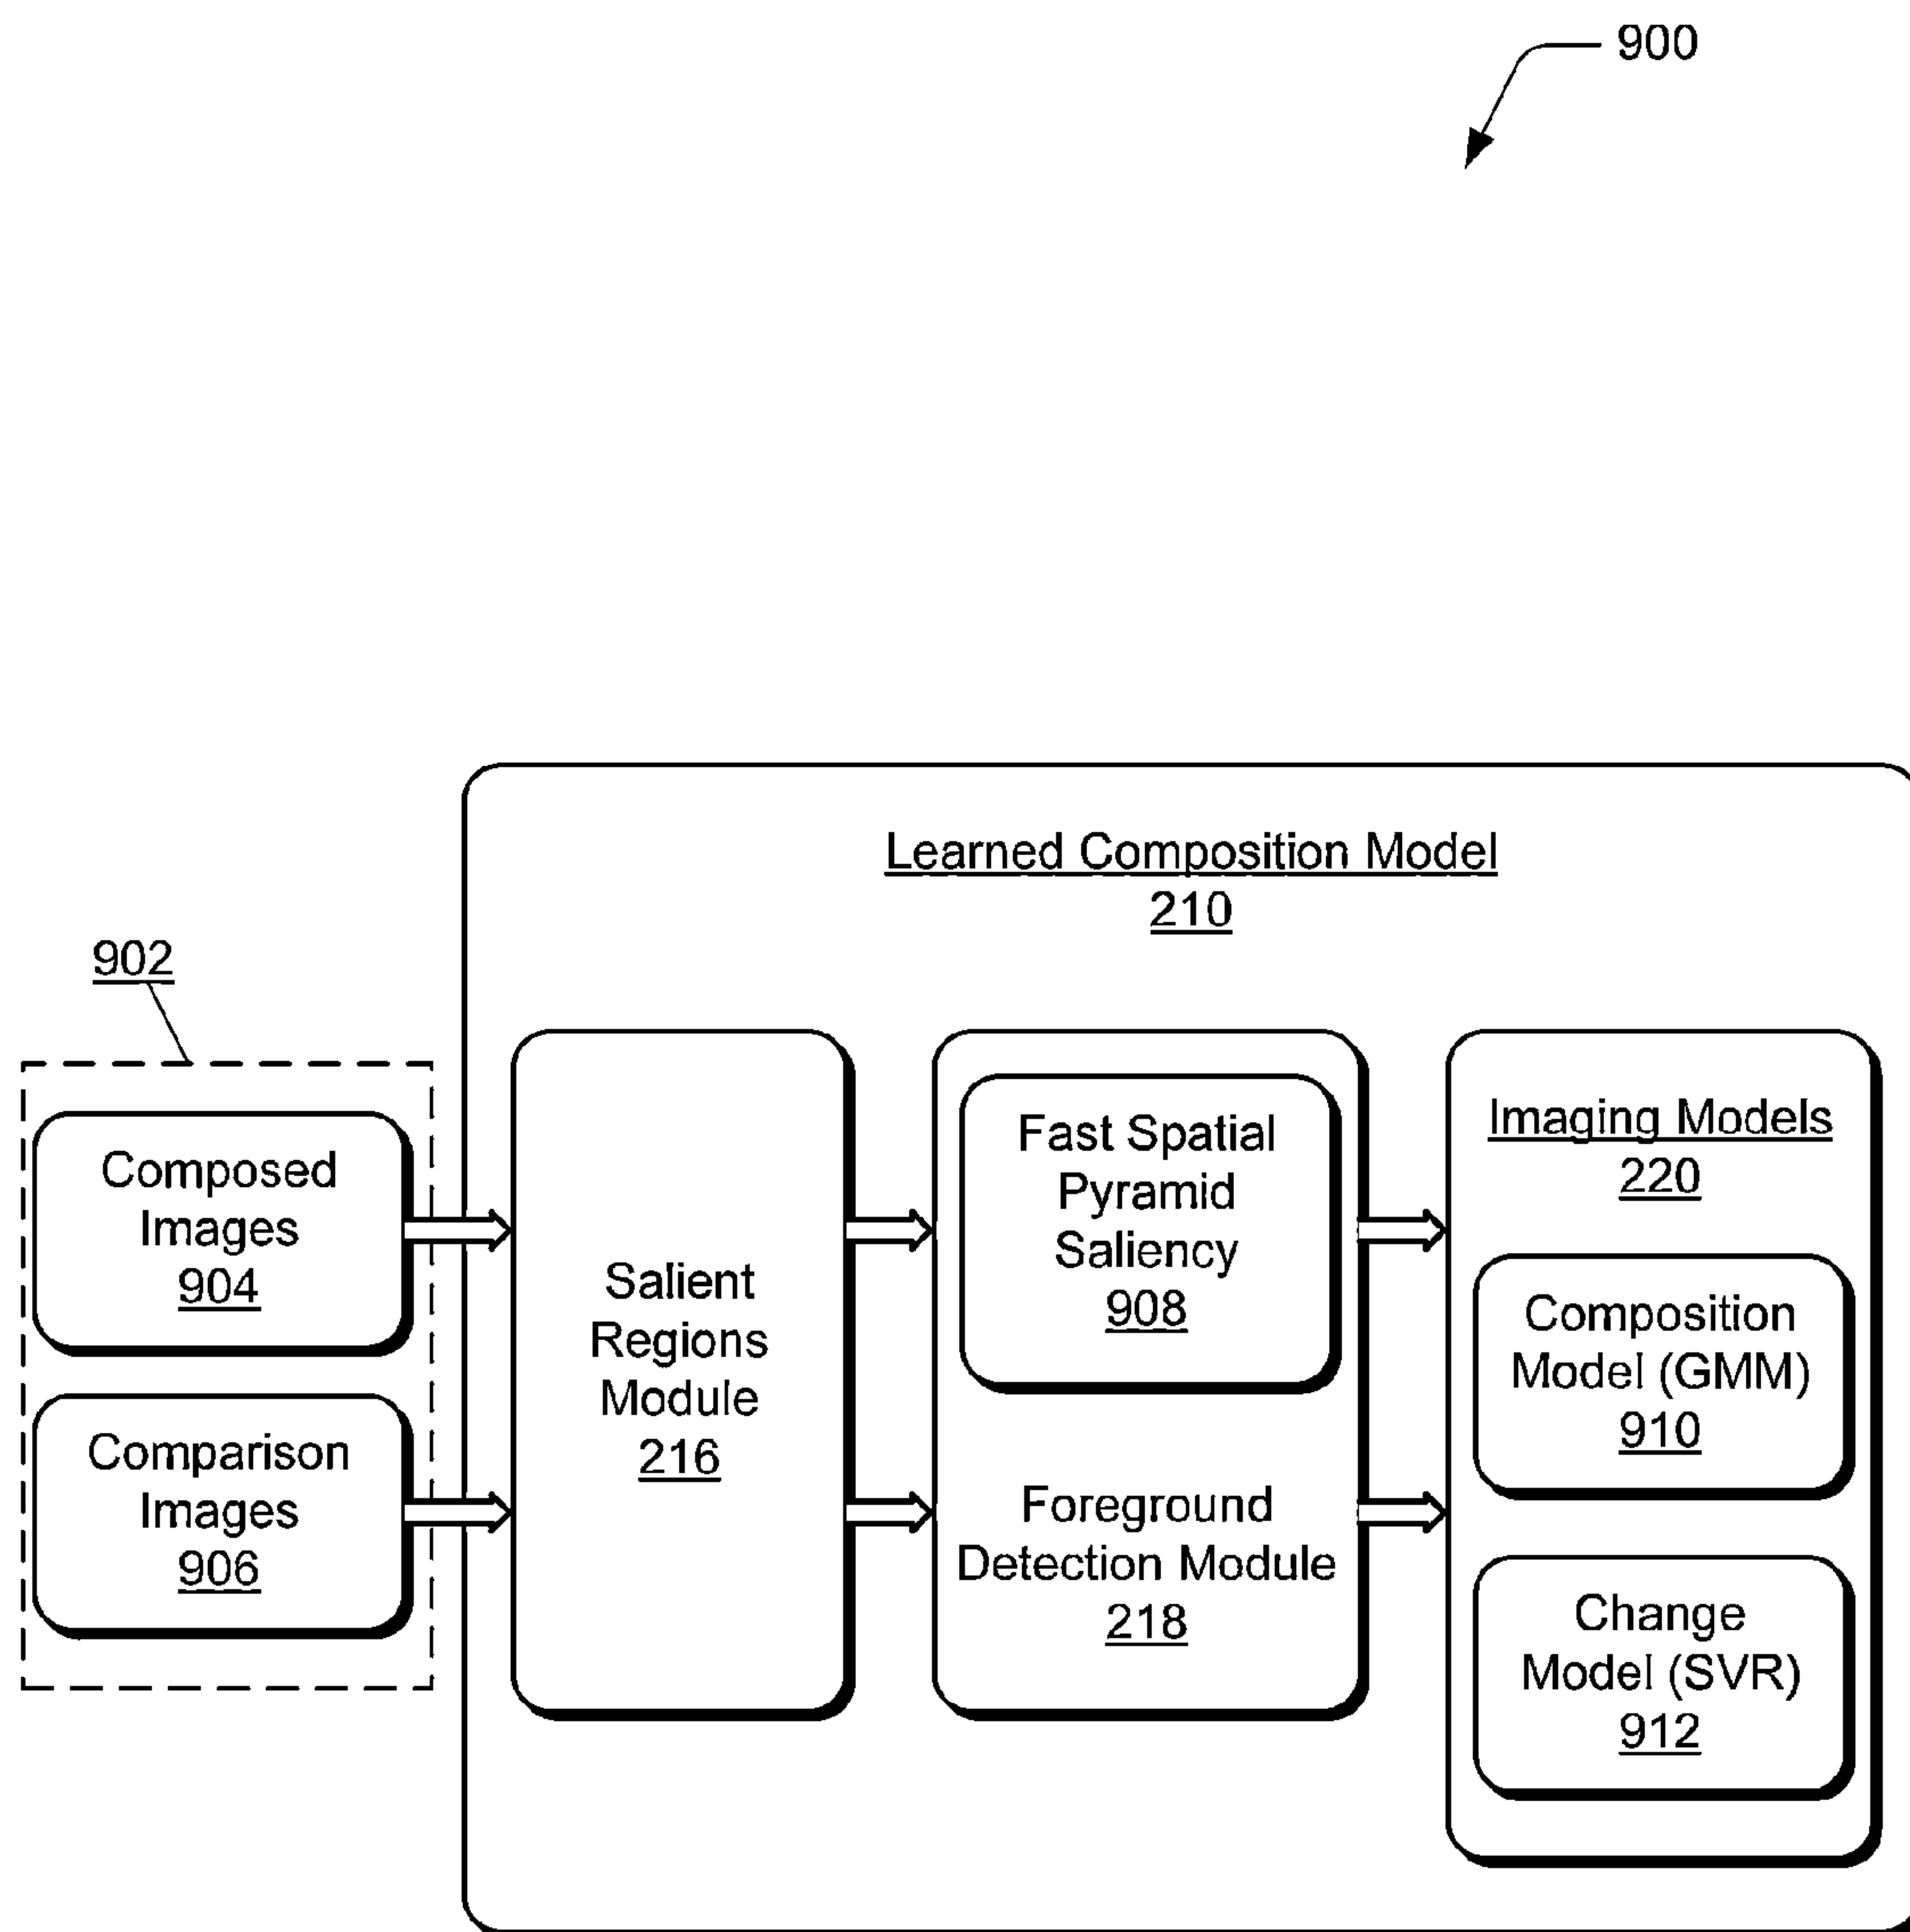 900
Learned Composition Model
210
902
Composed
Images
904
Comparison
Images
906
Salient
Regions
Module
216
Fast Spatial
Pyramid
Saliency
908
Foreground
Detection Module
218
Imaging Models
220
Composition
Model (GMM)
910
Change
Model (SVR)
912